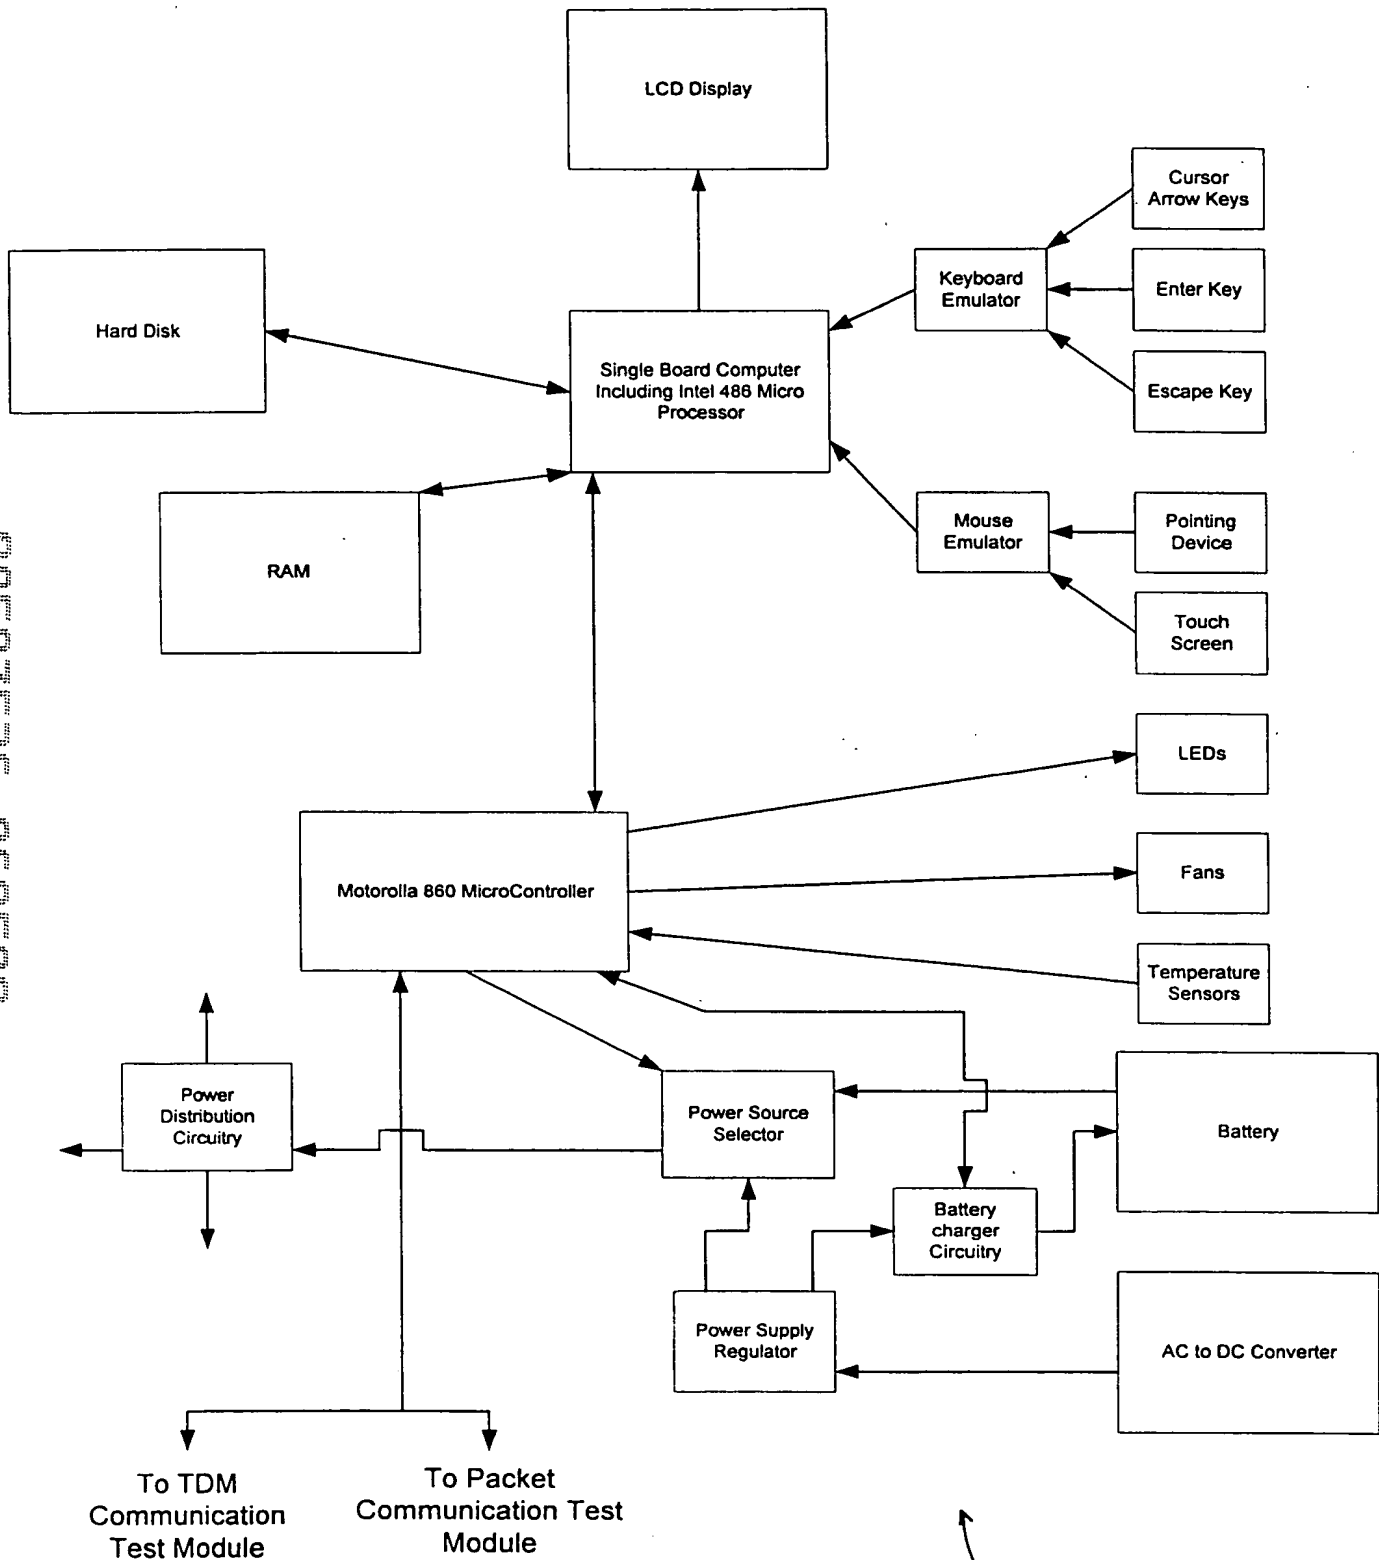 LCD Display
Cursor
Arrow Keys
Keyboard
Emulator
Enter Key
Hard Disk
Single Board Computer
Including Intel 486 Micro
Processor
Escape Key
Mouse
Emulator
Pointing
Device
RAM
Touch
Screen
LEDs
Motorolla 860 MicroController
Fans
Temperature
Sensors
Power
Distribution
Circuitry
Power Source
Selector
Battery
Battery
charger
Circuitry
Power Supply
Regulator
AC to DC Converter
To TDM
Communication
Test Module
To Packet
Communication Test
Module